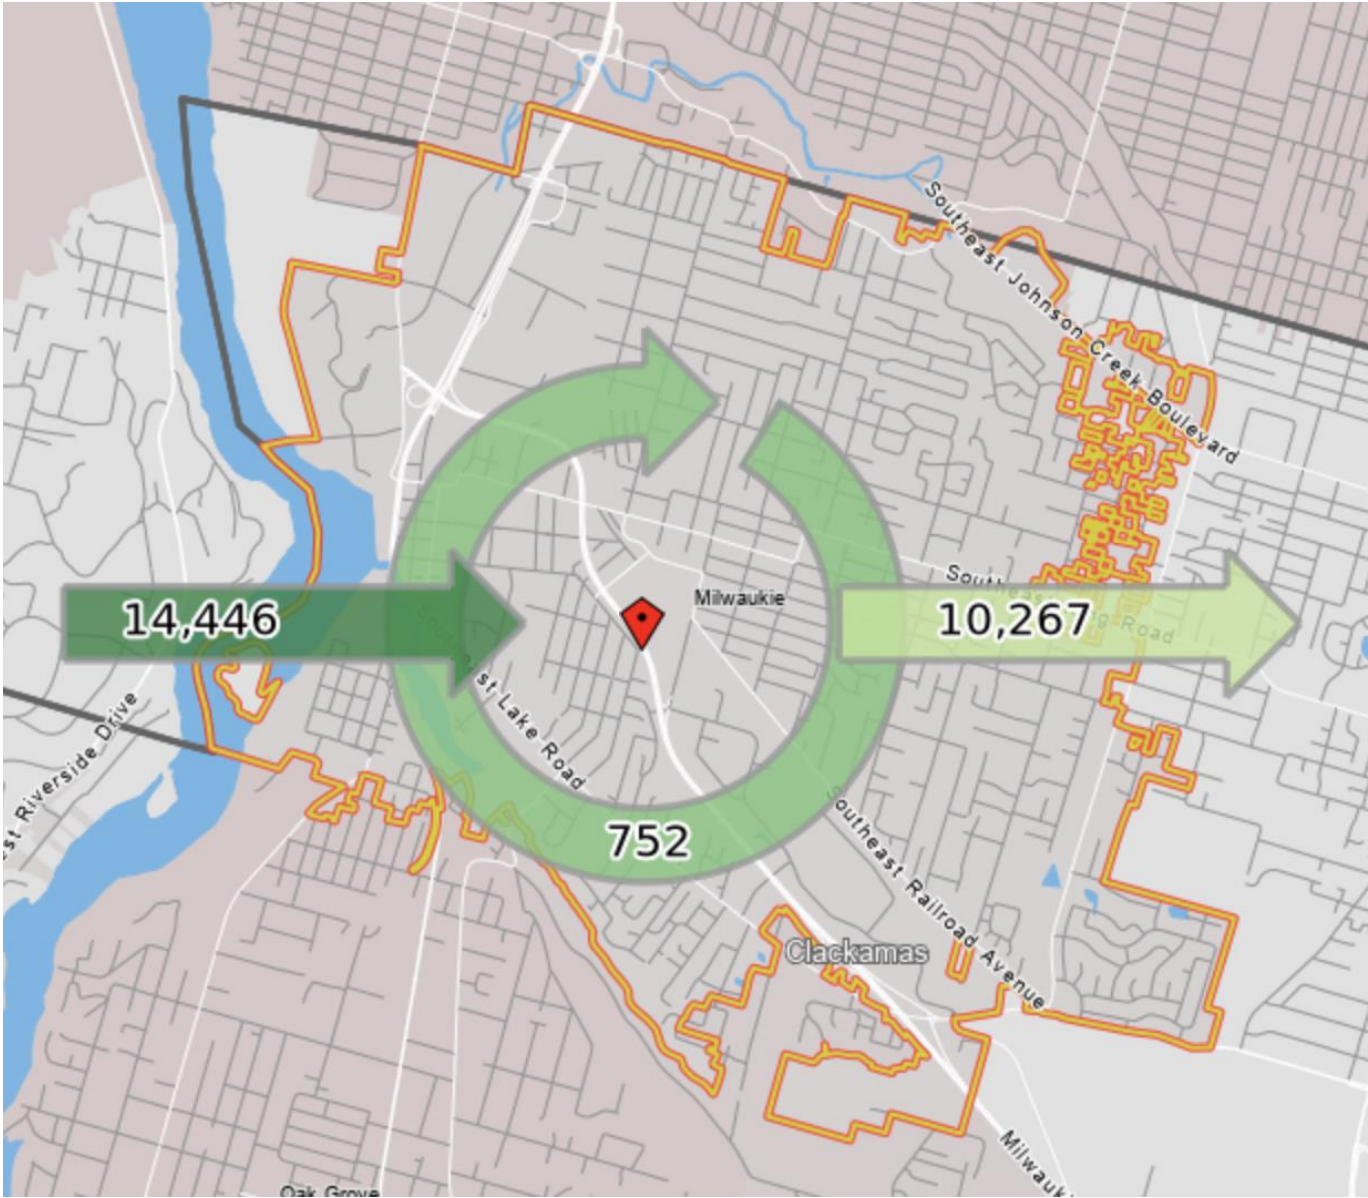 Southeast Johnson Creek Boulevard
Milwaukie
14,446
10,267
Lake Road
Riverside Drive
752
Southeast Railroad Avenue
Clackamas
Oak Grove